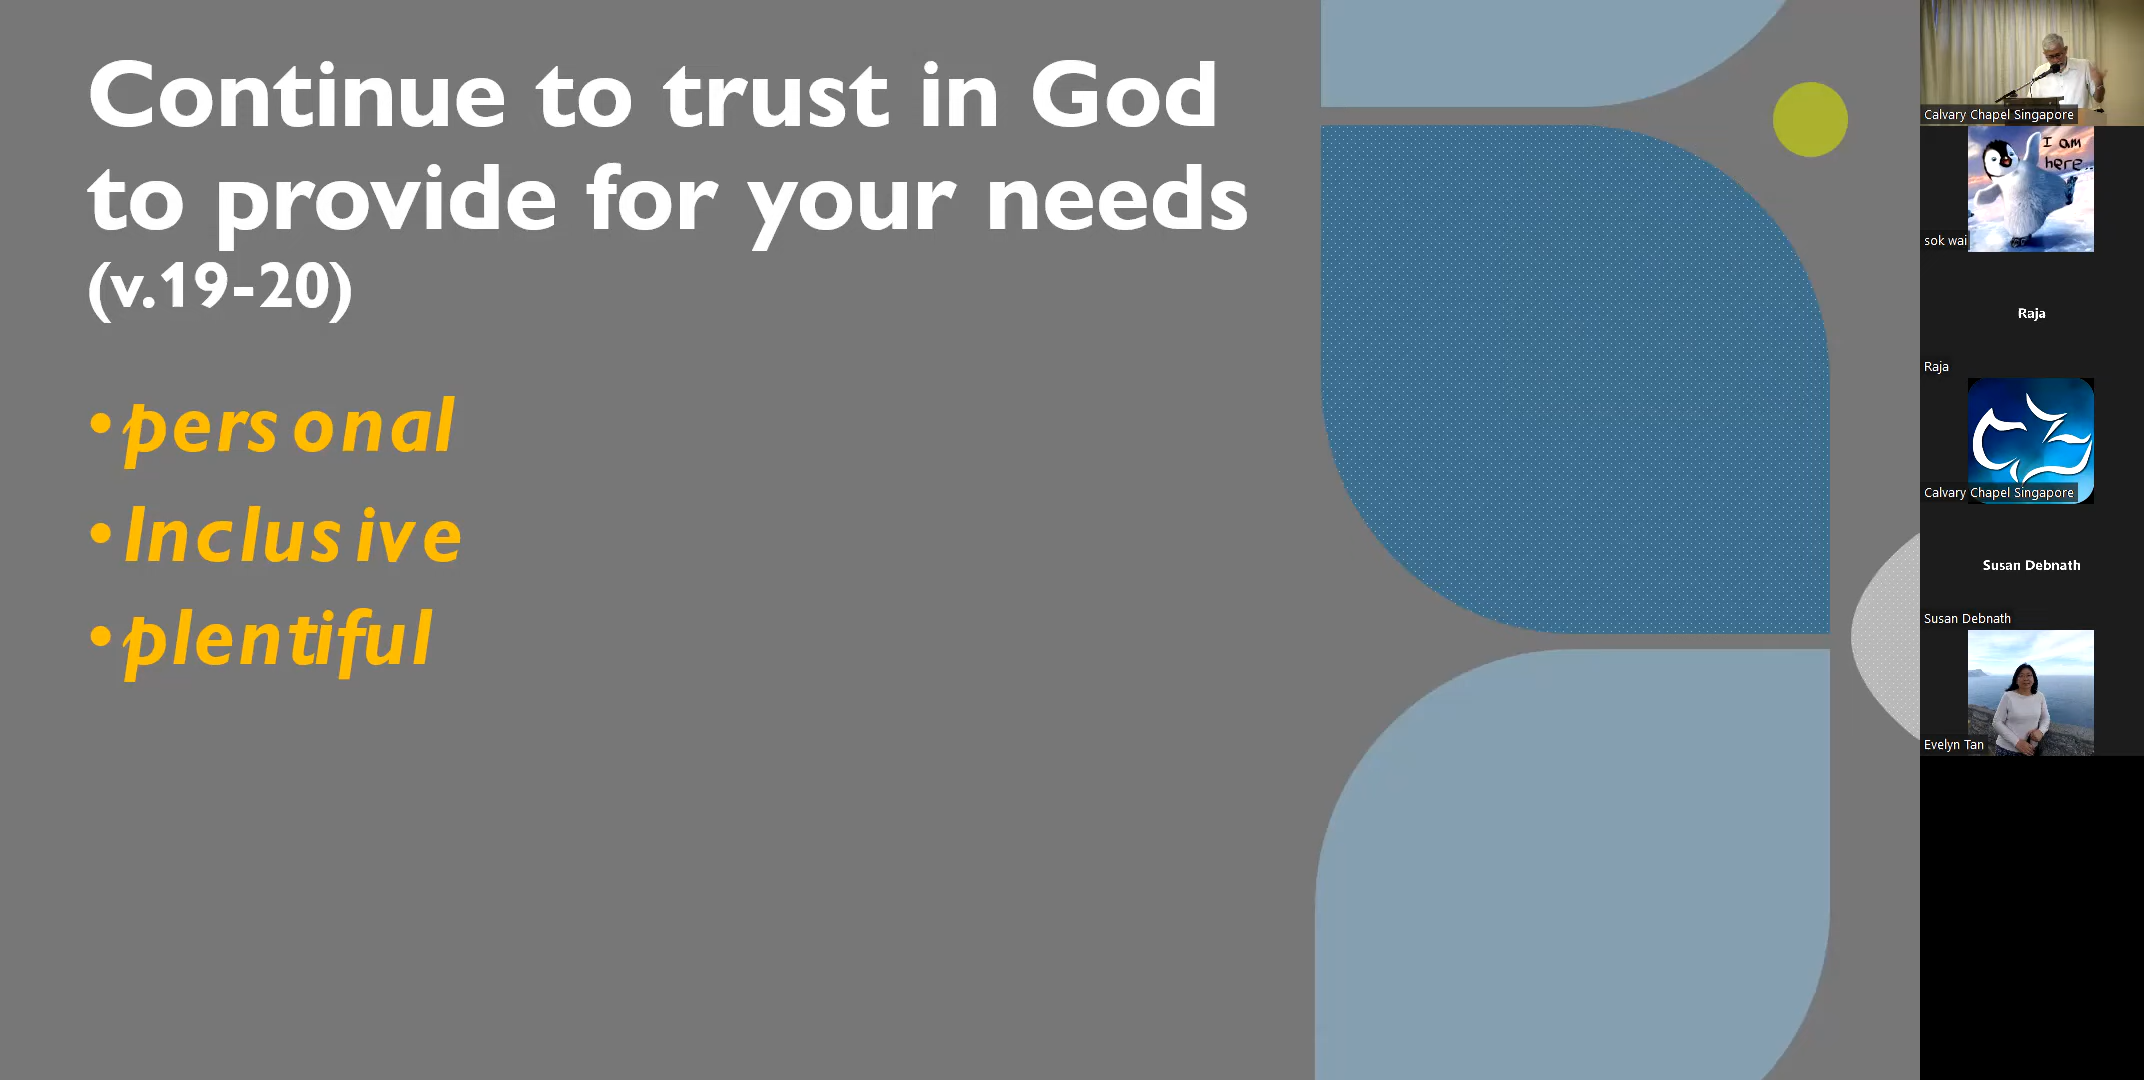 Continue to trust in God
to provide for your needs
(v.19-20)
•personal
•Inclusive
•plentiful
Calvary Chapel Singapore
I am
here..
sok wai
Raja
Raja
Calvary Chapel Singapore
Susan Debnath
Susan Debnath
Evelyn Tan